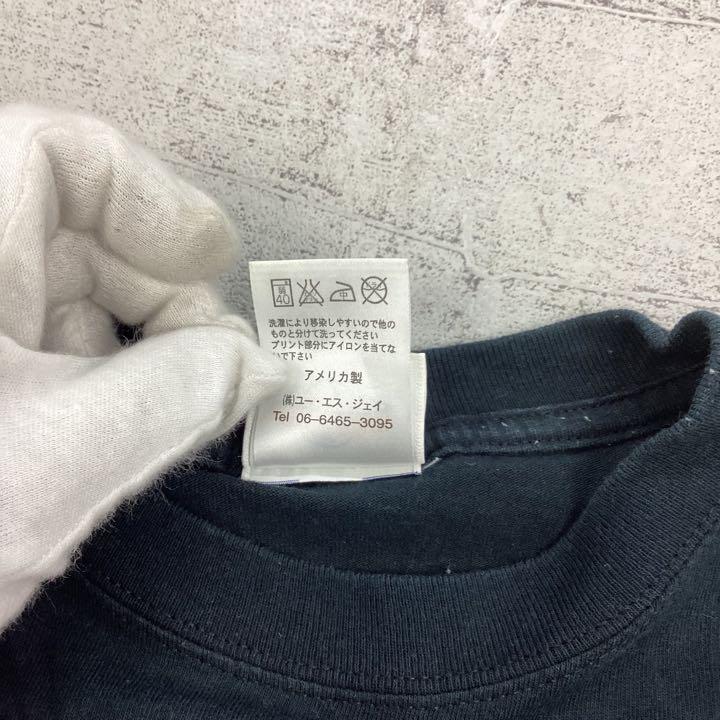 弱
40
中
洗濯により移染しやすいので他の
ものと分けて洗ってください
プリント部分にアイロンを当てな
いで下さい
アメリカ製
㈱ユー・エス・ジェイ
Tel 06-6465-3095